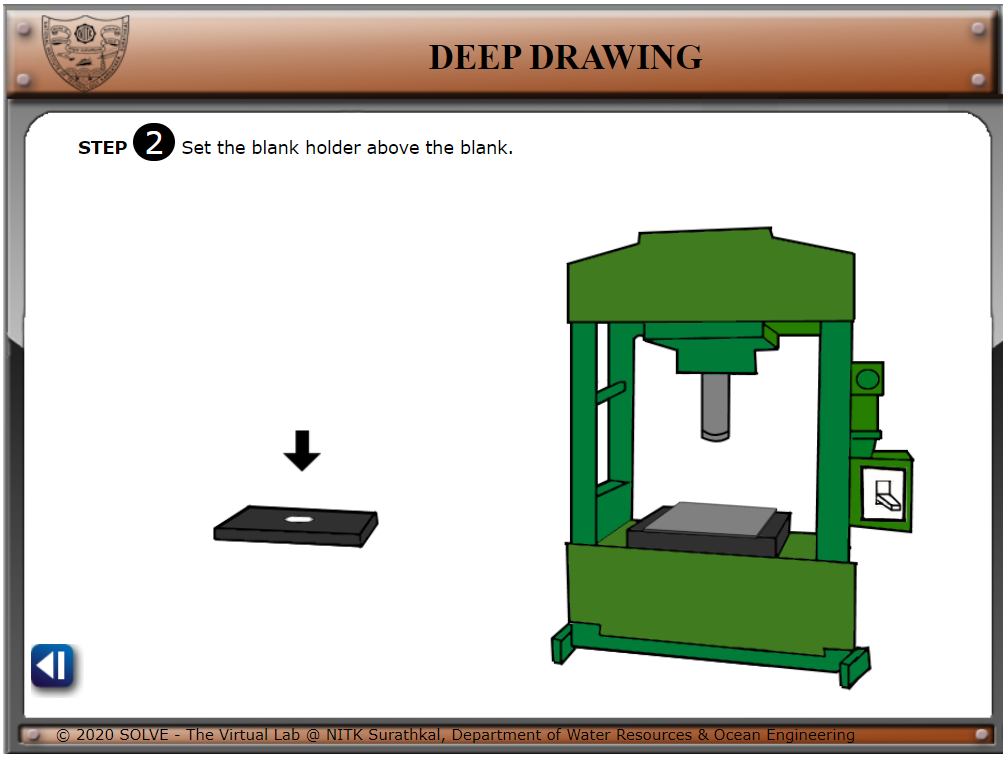 DEEP DRAWING
STEP 2 Set the blank holder above the blank.
© 2020 SOLVE - The Virtual Lab @ NITK Surathkal, Department of Water Resources & Ocean Engineering